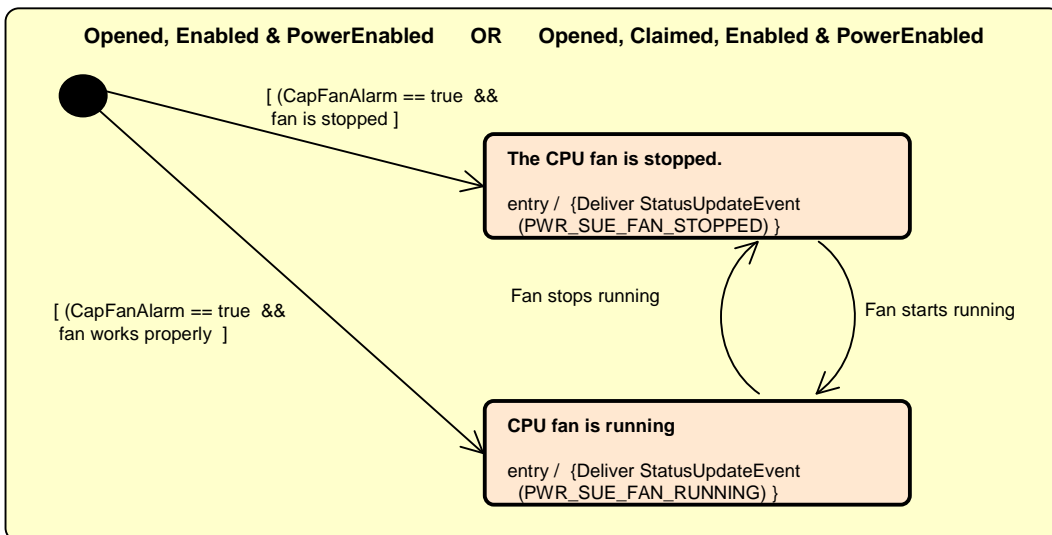 Opened, Enabled & PowerEnabled OR Opened, Claimed, Enabled & PowerEnabled
[ (CapFanAlarm == true &&
fan is stopped ]
The CPU fan is stopped.
entry / {Deliver StatusUpdateEvent
(PWR_SUE_FAN_STOPPED) }
Fan stops running
Fan starts running
[ (CapFanAlarm == true &&
fan works properly ]
CPU fan is running
entry / {Deliver StatusUpdateEvent
(PWR_SUE_FAN_RUNNING) }